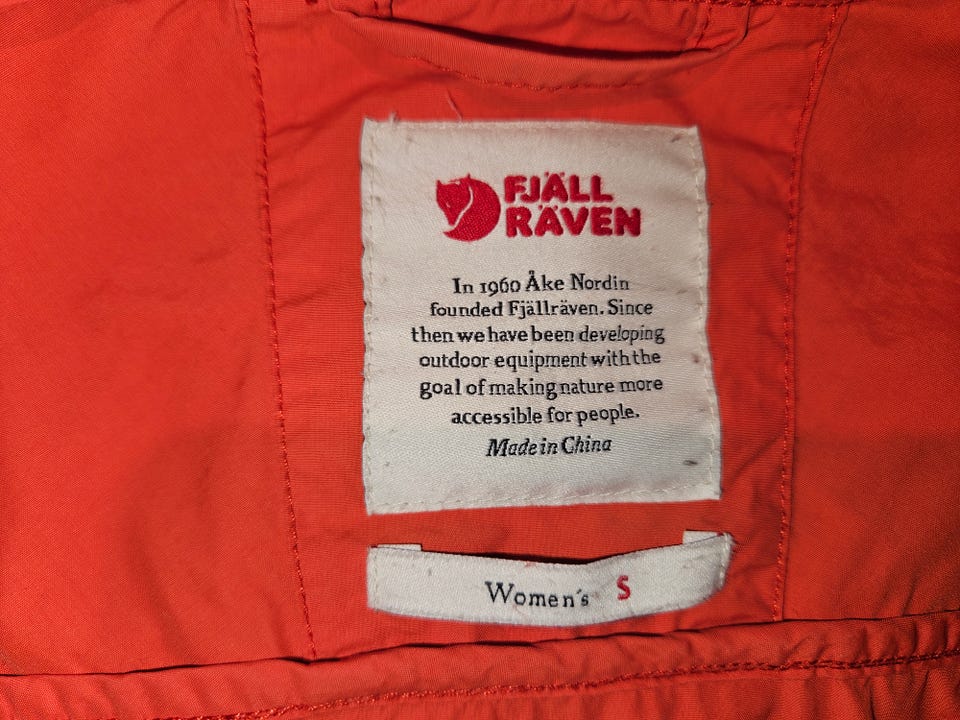 FJÄLL
RÄVEN
In 1960 Åke Nordin
founded Fjällräven. Since
then we have been developing
outdoor equipment with the
goal of making nature more
accessible for people.
Made in China
Women's S